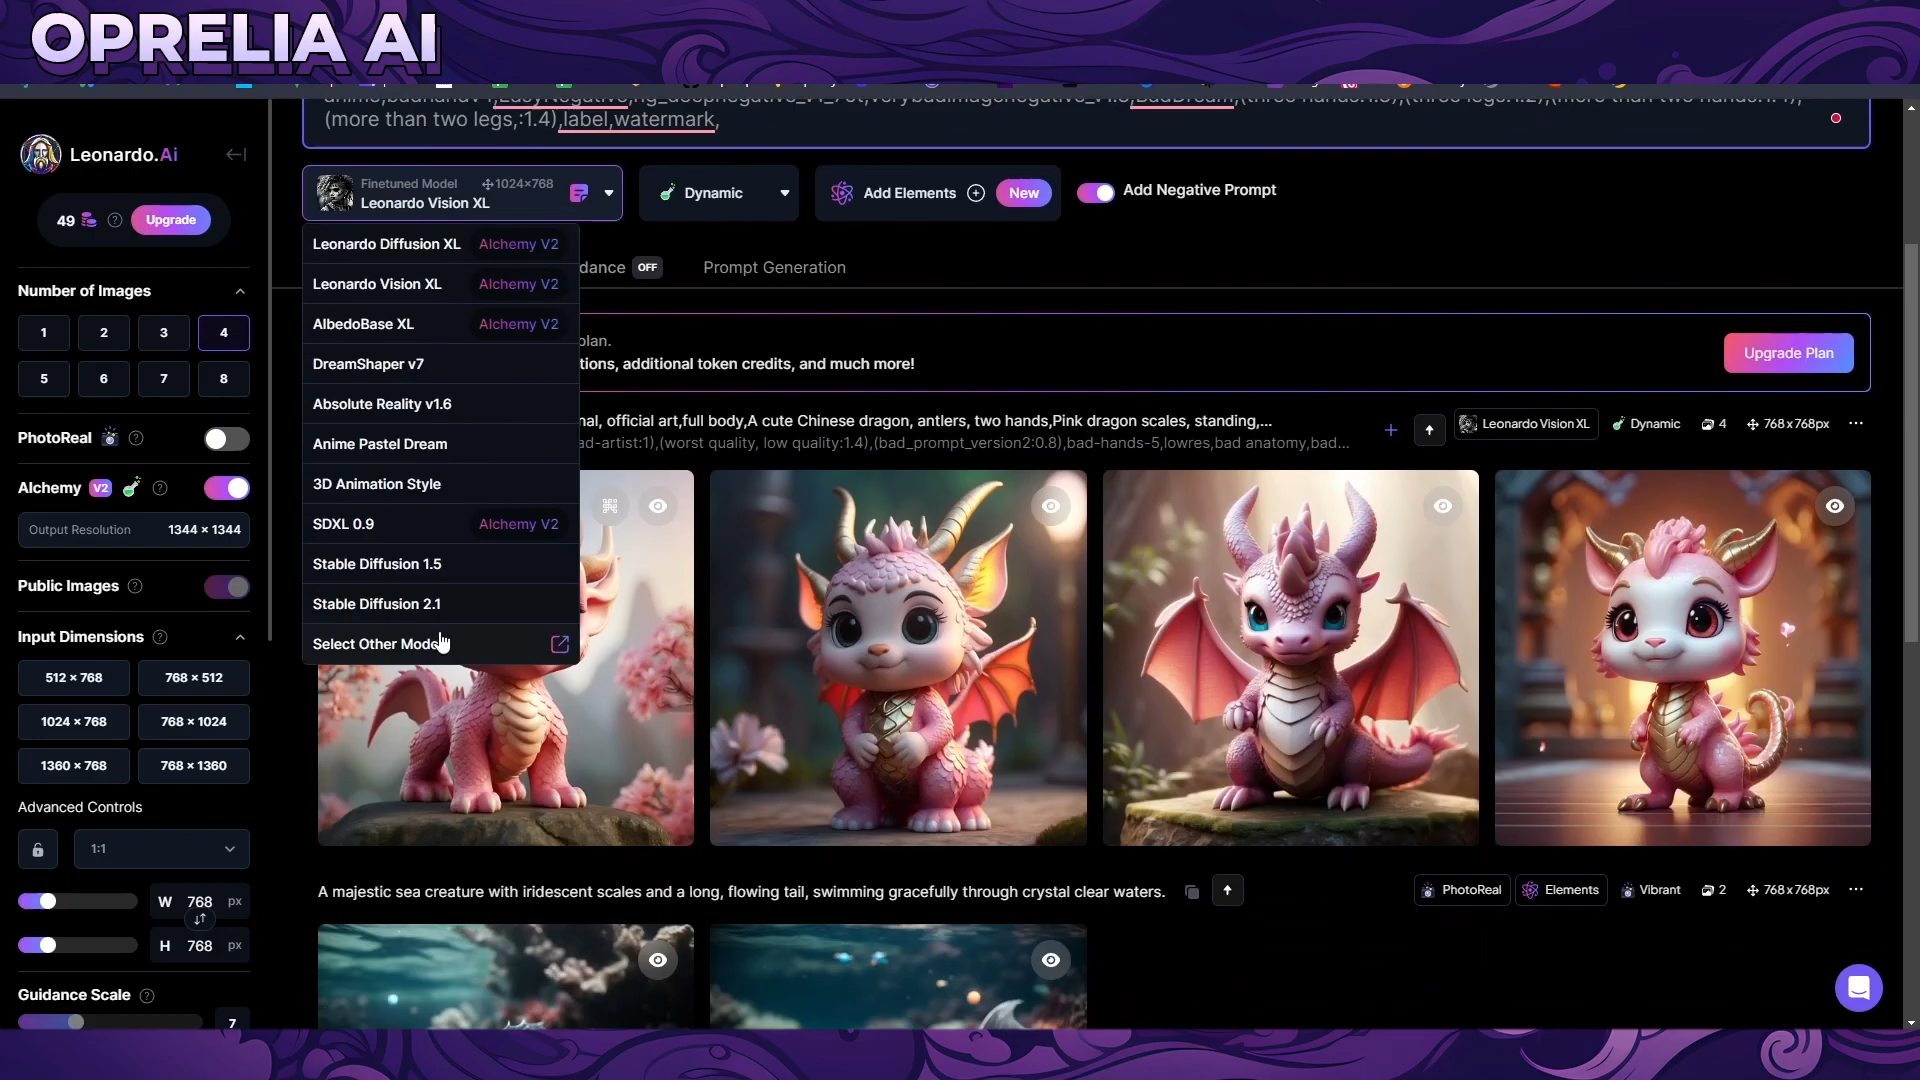 OPRELIA AI
(more than two legs,:1.4),label,watermark,
Leonardo.Ai
49
Upgrade
Finetuned Model
1024×768
Leonardo Vision XL
Dynamic
Add Elements
New
Add Negative Prompt
Leonardo Diffusion XL Alchemy V2
Leonardo Vision XL Alchemy V2
AlbedoBase XL Alchemy V2
DreamShaper v7
Absolute Reality v1.6
Anime Pastel Dream
3D Animation Style
SDXL 0.9 Alchemy V2
Stable Diffusion 1.5
Stable Diffusion 2.1
Select Other
dance OFF
Prompt Generation
plan.
tions, additional token credits, and much more!
Upgrade Plan
Number of Images
1 2 3 4
5 6 7 8
PhotoReal
Alchemy V2
Output Resolution 1344 × 1344
Public Images
Input Dimensions
512 × 768 768 × 512
1024 × 768 768 × 1024
1360 × 768 768 × 1360
Advanced Controls
1:1
W 768 px
H 768 px
Guidance Scale
7
nal, official art,full body,A cute Chinese dragon, antlers, two hands,Pink dragon scales, standing,...
ad-artist:1),(worst quality, low quality:1.4),(bad_prompt_version2:0.8),bad-hands-5,lowres,bad anatomy,bad...
Leonardo Vision XL
Dynamic
4
768x768px
A majestic sea creature with iridescent scales and a long, flowing tail, swimming gracefully through crystal clear waters.
PhotoReal
Elements
Vibrant
2
768x768px